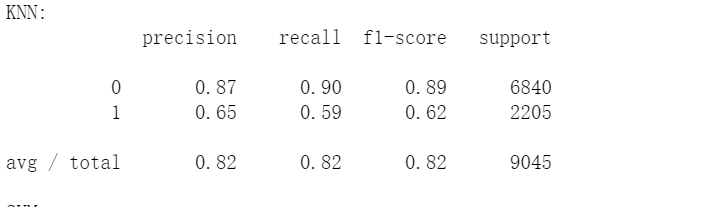 KNN:
precision recall f1-score support
0 0.87 0.90 0.89 6840
1 0.65 0.59 0.62 2205
avg / total 0.82 0.82 0.82 9045